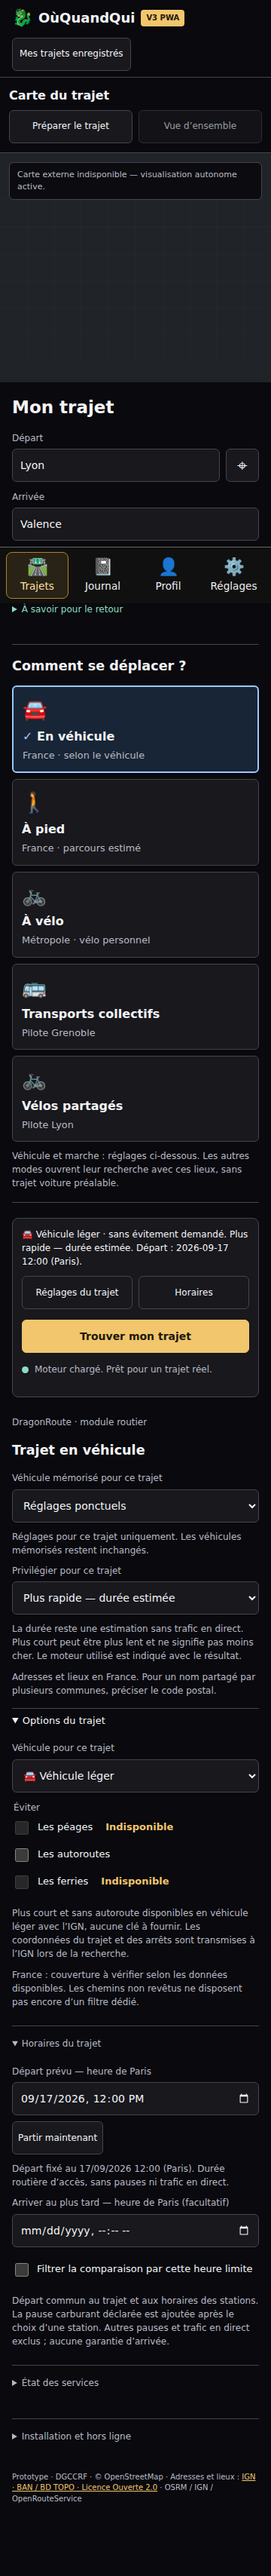 OùQuandQui V3 PWA
Mes trajets enregistrés
Carte du trajet
Préparer le trajet Vue d’ensemble
Carte externe indisponible — visualisation autonome
active.
Mon trajet
Départ
Lyon
Arrivée
Valence
Trajets Journal Profil Réglages
À savoir pour le retour
Comment se déplacer ?
✓ En véhicule
France · selon le véhicule
À pied
France · parcours estimé
À vélo
Métropole · vélo personnel
Transports collectifs
Pilote Grenoble
Vélos partagés
Pilote Lyon
Véhicule et marche : réglages ci-dessous. Les autres
modes ouvrent leur recherche avec ces lieux, sans
trajet voiture préalable.
Véhicule léger · sans évitement demandé. Plus
rapide — durée estimée. Départ : 2026-09-17
12:00 (Paris).
Réglages du trajet Horaires
Trouver mon trajet
Moteur chargé. Prêt pour un trajet réel.
DragonRoute · module routier
Trajet en véhicule
Véhicule mémorisé pour ce trajet
Réglages ponctuels
Réglages pour ce trajet uniquement. Les véhicules
mémorisés restent inchangés.
Privilégier pour ce trajet
Plus rapide — durée estimée
La durée reste une estimation sans trafic en direct.
Plus court peut être plus lent et ne signifie pas moins
cher. Le moteur utilisé est indiqué avec le résultat.
Adresses et lieux en France. Pour un nom partagé par
plusieurs communes, préciser le code postal.
Options du trajet
Véhicule pour ce trajet
Véhicule léger
Éviter
Les péages Indisponible
Les autoroutes
Les ferries Indisponible
Plus court et sans autoroute disponibles en véhicule
léger avec l’IGN, aucune clé à fournir. Les
coordonnées du trajet et des arrêts sont transmises à
l’IGN lors de la recherche.
France : couverture à vérifier selon les données
disponibles. Les chemins non revêtus ne disposent
pas encore d’un filtre dédié.
Horaires du trajet
Départ prévu — heure de Paris
09/17/2026, 12:00 PM
Partir maintenant
Départ fixé au 17/09/2026 12:00 (Paris). Durée
routière d’accès, sans pauses ni trafic en direct.
Arriver au plus tard — heure de Paris (facultatif)
mm/dd/yyyy, --:-- --
Filtrer la comparaison par cette heure limite
Départ commun au trajet et aux horaires des stations.
La pause carburant déclarée est ajoutée après le
choix d’une station. Autres pauses et trafic en direct
exclus ; aucune garantie d’arrivée.
État des services
Installation et hors ligne
Prototype · DGCCRF · © OpenStreetMap · Adresses et lieux : IGN
· BAN / BD TOPO · Licence Ouverte 2.0 · OSRM / IGN /
OpenRouteService